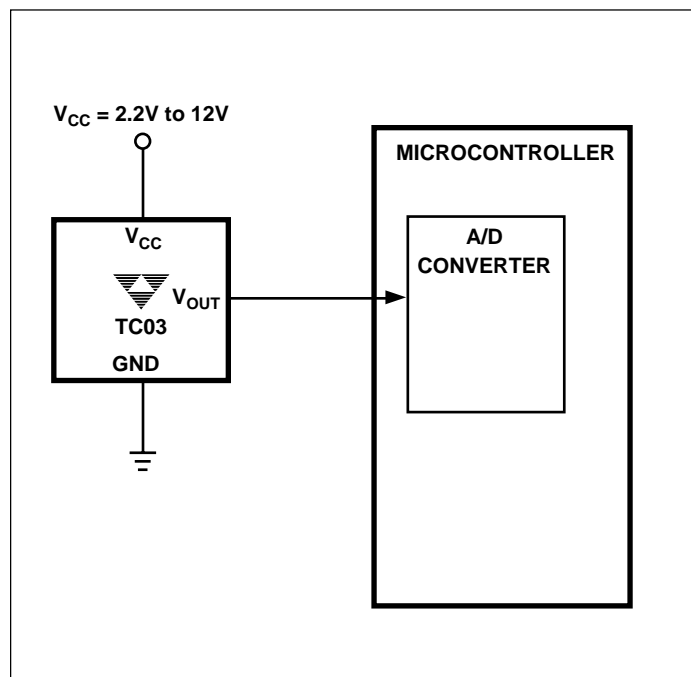 V_CC = 2.2V to 12V
MICROCONTROLLER
V_CC
V_OUT
TC03
GND
A/D
CONVERTER